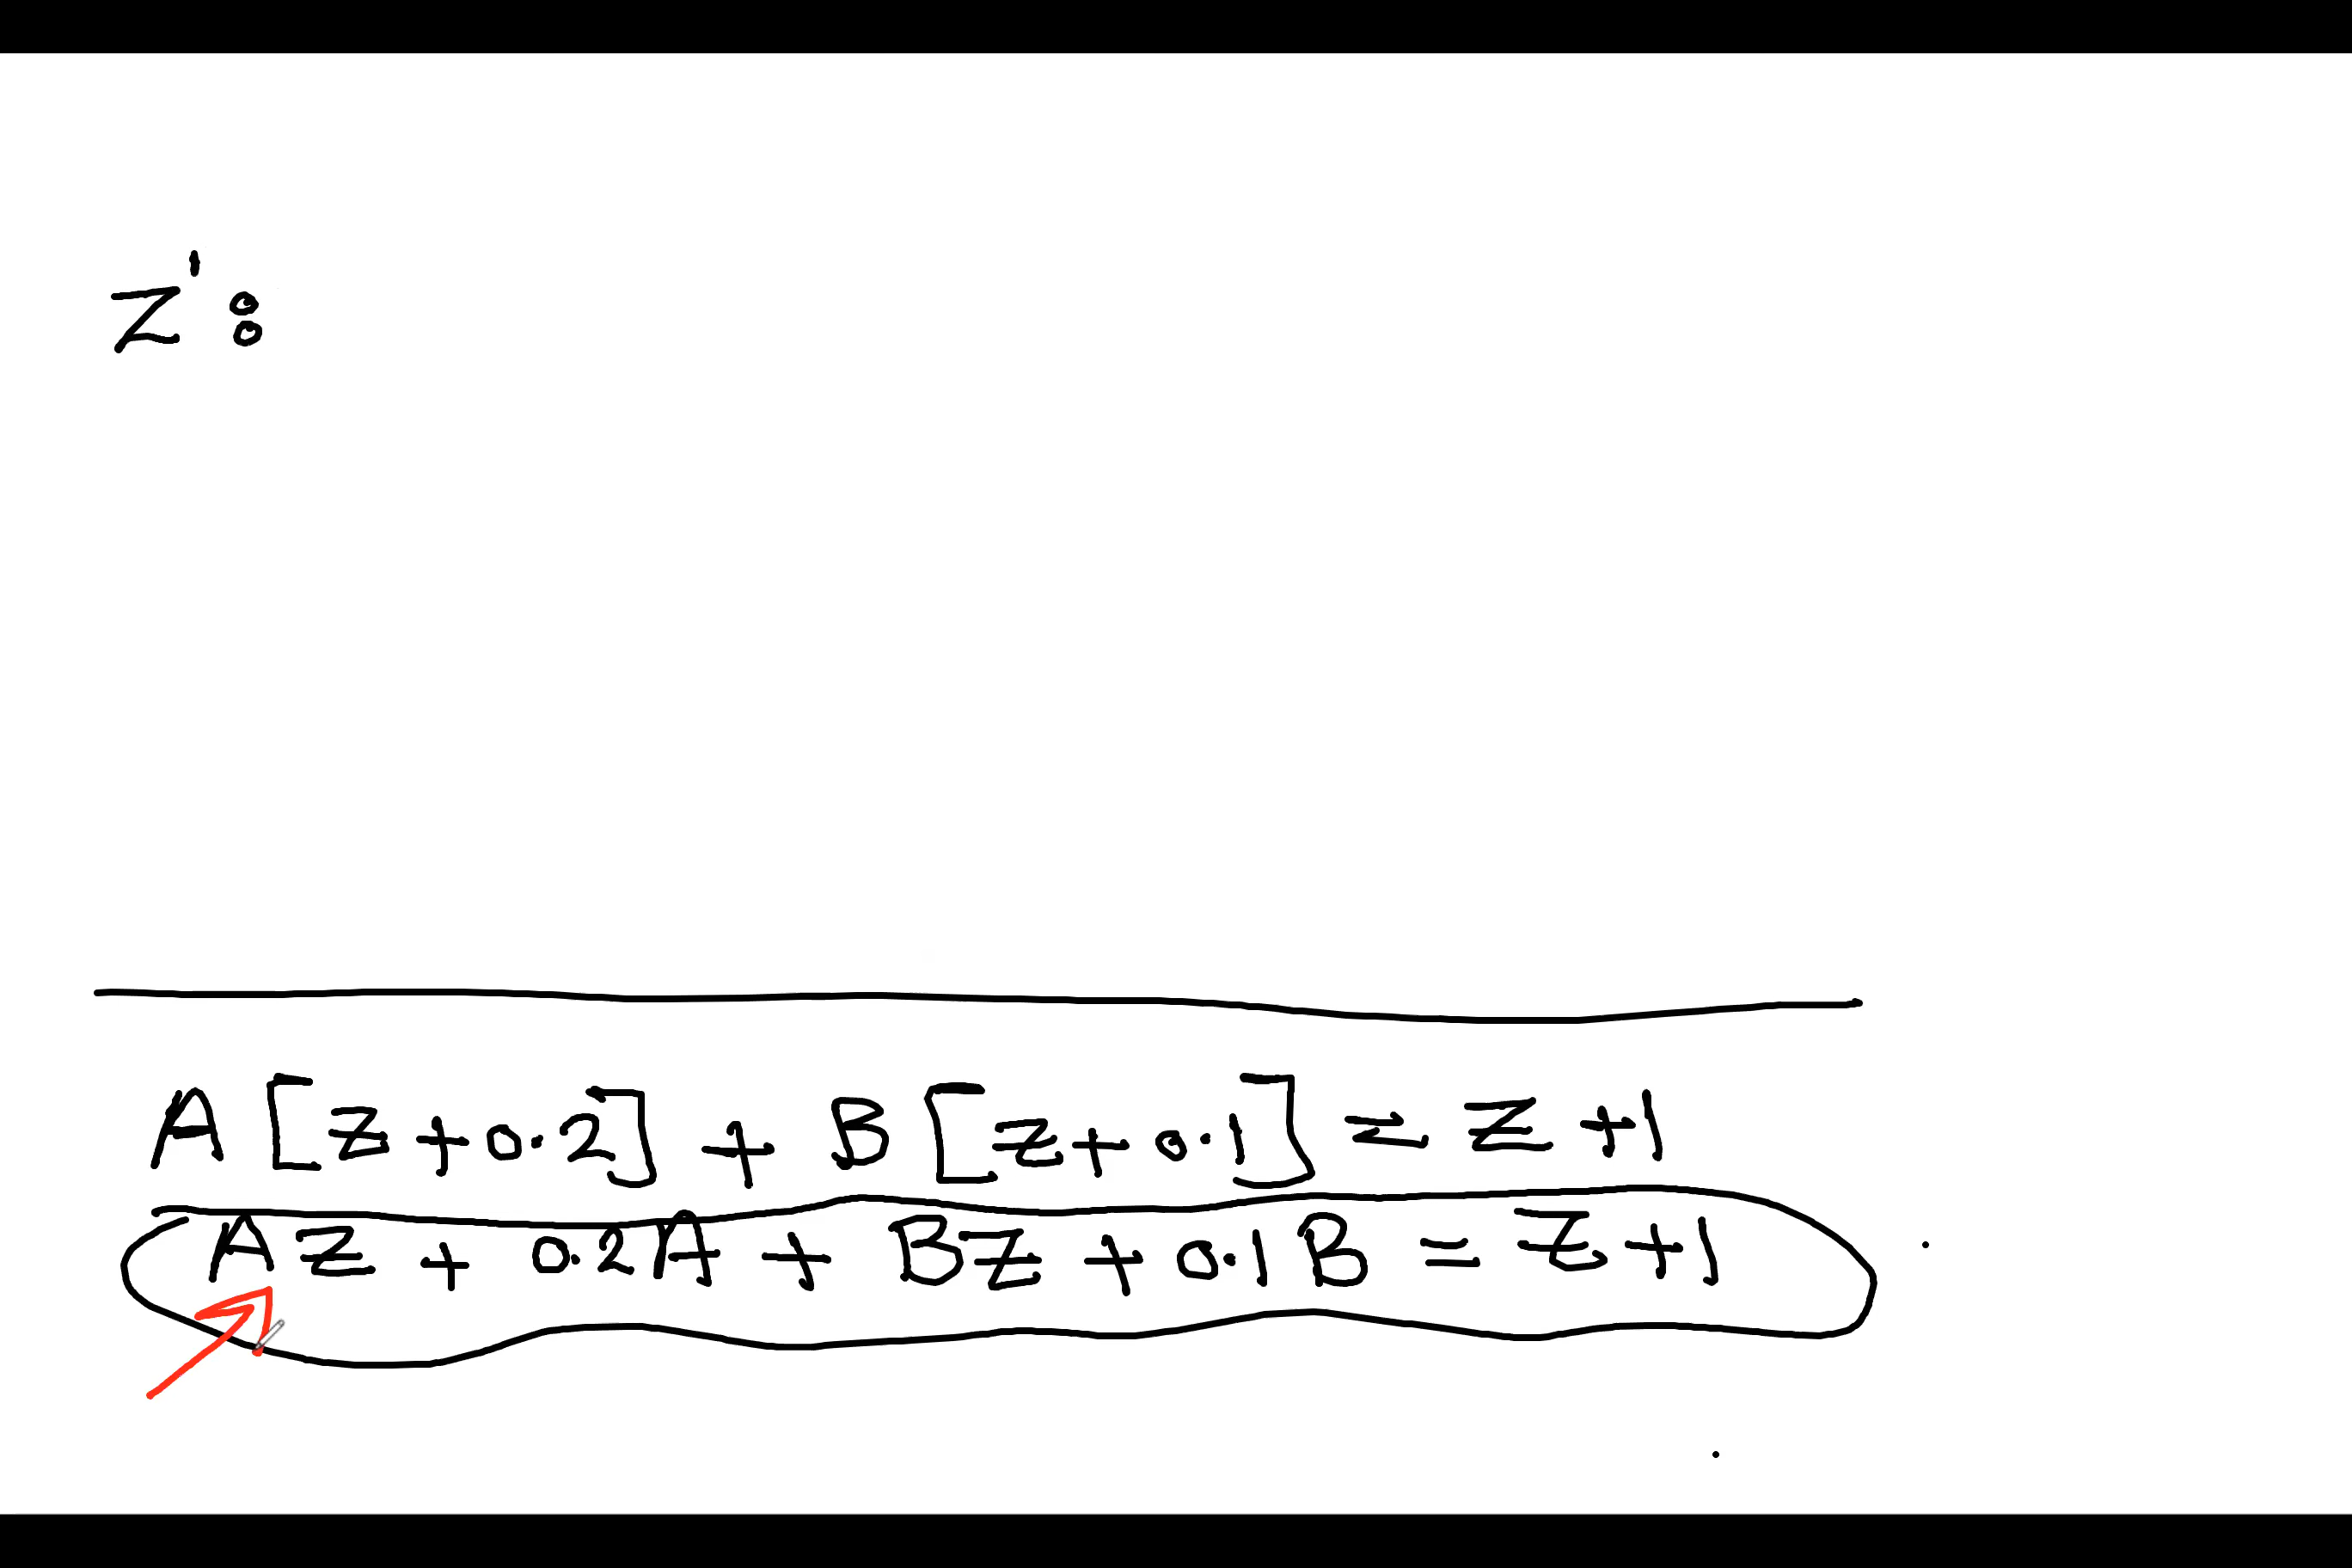 z':
A[z+0.2] + B[z+0.1] = z+1
Az + 0.2A + Bz + 0.1B = z+1